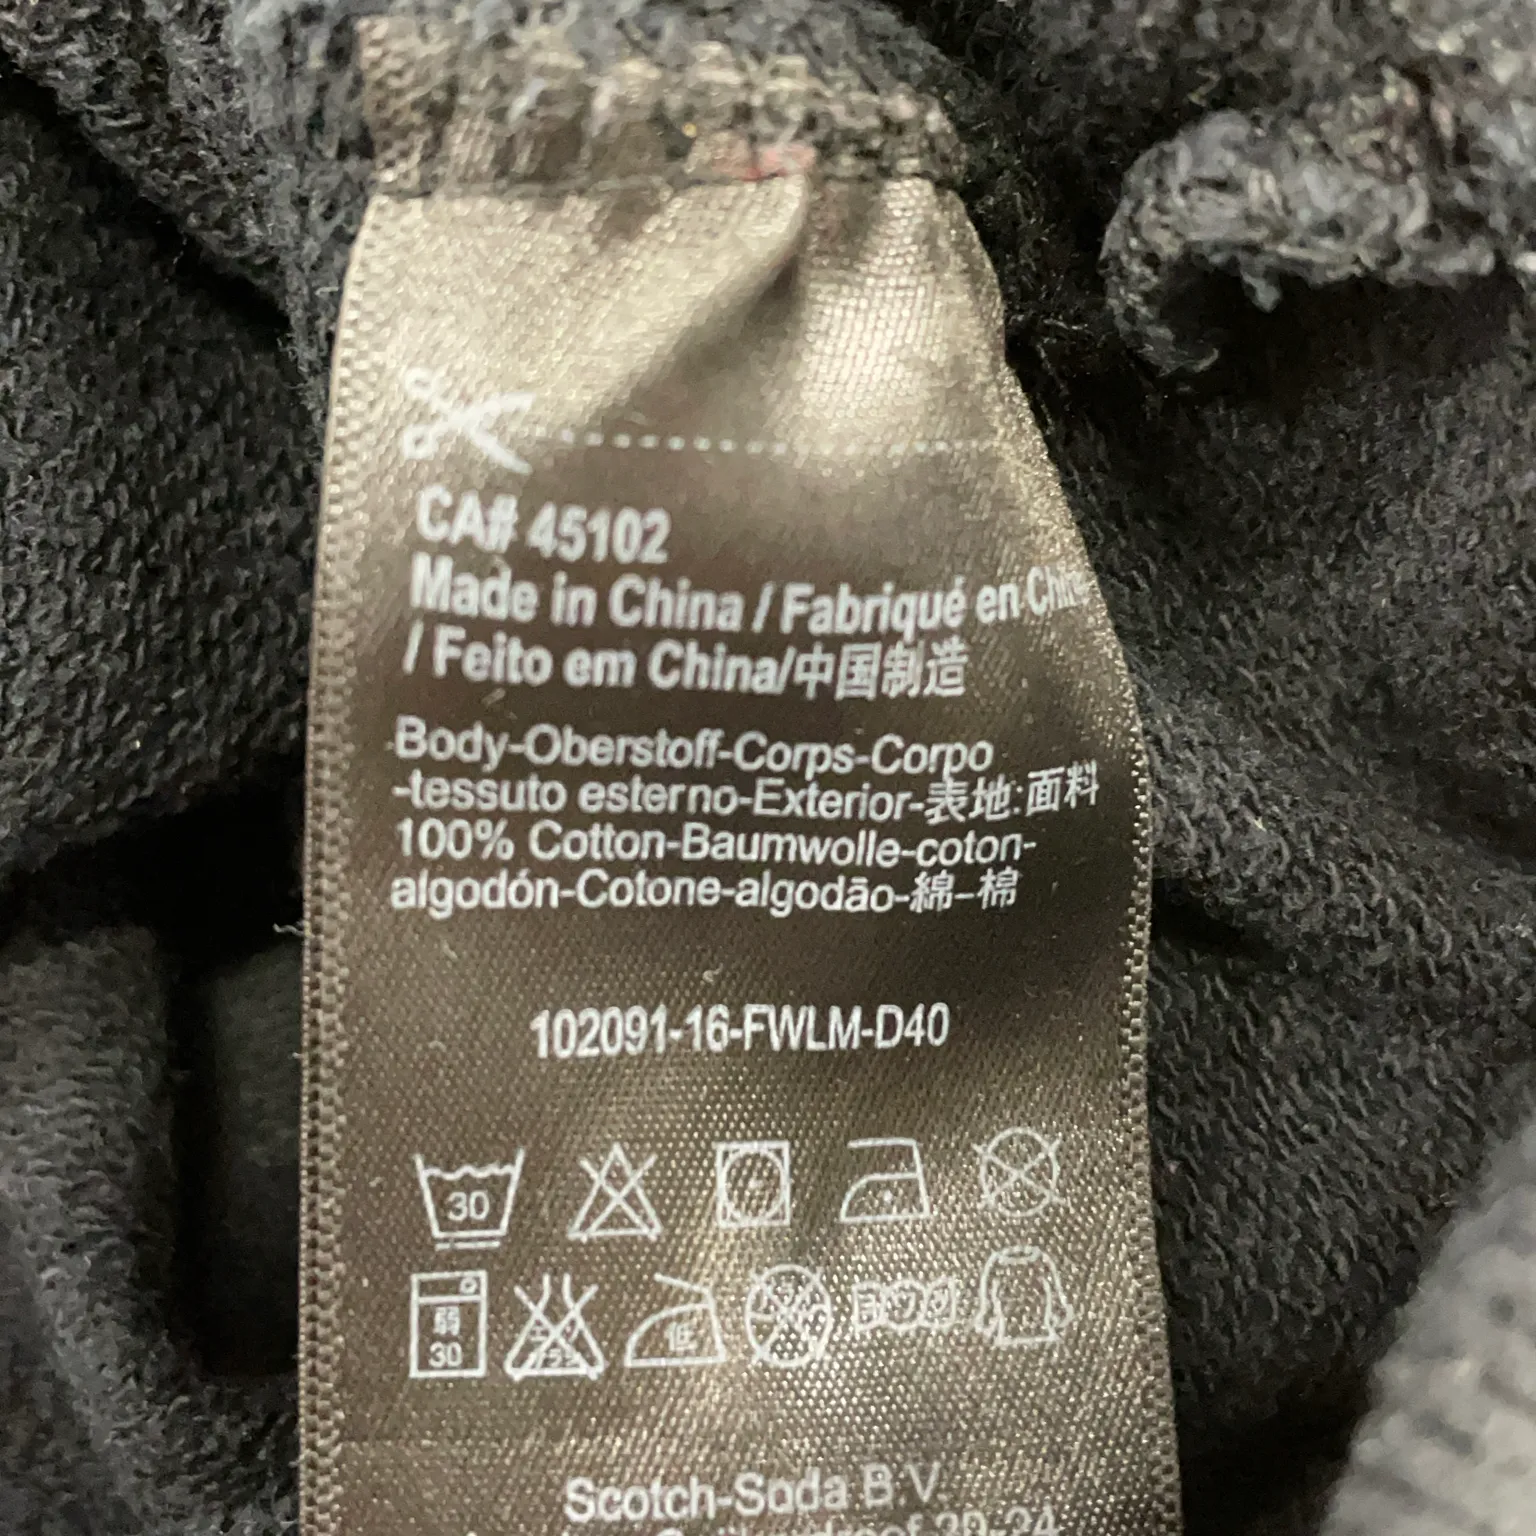 CA# 45102
Made in China / Fabriqué en Chine
/ Feito em China/中国制造
Body-Oberstoff-Corps-Corpo
-tessuto esterno-Exterior-表地:面料
100% Cotton-Baumwolle-coton-
algodón-Cotone-algodão-綿-棉
102091-16-FWLM-D40
30
弱
30
低
Scotch-Soda B.V.
39-24